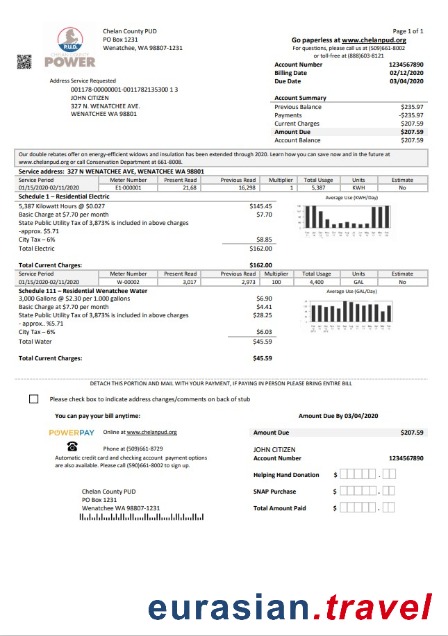 Chelan County PUD
PO Box 1231
Wenatchee, WA 98807-1231
P.U.D.
POWER
Page 1 of 1
Go paperless at www.chelanpud.org
For questions, please call us at (509)661-8002
or toll-free at (888)603-8121
Account Number 1234567890
Billing Date 02/12/2020
Due Date 03/04/2020
Address Service Requested
001178-00000001-0011782135300 1 3
JOHN CITIZEN
327 N. WENATCHEE AVE.
WENATCHEE WA 98801
Account Summary
Previous Balance $235.97
Payments -$235.97
Current Charges $207.59
Amount Due $207.59
Account Balance $207.59
Our double rebates offer on energy-efficient widows and insulation has been extended through 2020. Learn how you can save now and in the future at
www.chelanpud.org or call Conservation Department at 661-8008.
Service address: 327 N WENATCHEE AVE, WENATCHEE WA 98801
Service Period Meter Number Present Read Previous Read Multiplier Total Usage Units Estimate
01/15/2020-02/11/2020 E1-000001 21,68 16,298 1 5,387 KWH No
Schedule 1 – Residential Electric
Average Use (KWH/Day)
5,387 Kilowatt Hours @ $0.027 $145.45
Basic Charge at $7.70 per month $7.70
State Public Utility Tax of 3,873% is included in above charges
-approx. $5.71
City Tax – 6% $8.85
Total Electric $162.00
Total Current Charges: $162.00
Service Period Meter Number Present Read Previous Read Multiplier Total Usage Units Estimate
01/15/2020-02/11/2020 W-00002 3,017 2,973 100 4,400 GAL No
Schedule 111 – Residential Wenatchee Water
Average Use (GAL/Day)
3,000 Gallons @ $2.30 per 1.000 gallons $6.90
Basic Charge at $7.70 per month $4.41
State Public Utility Tax of 3,873% is included in above charges $28.25
- approx. %5.71
City Tax – 6% $6.03
Total Water $45.59
Total Current Charges: $45.59
DETACH THIS PORTION AND MAIL WITH YOUR PAYMENT, IF PAYING IN PERSON PLEASE BRING ENTIRE BILL
Please check box to indicate address changes/comments on back of stub
You can pay your bill anytime:
POWERPAY Online at www.chelanpud.org
Phone at (509)661-8729
Automatic credit card and checking account payment options
are also available. Please call (590)661-8002 to sign up.
Chelan County PUD
PO Box 1231
Wenatchee WA 98807-1231
Amount Due By 03/04/2020
Amount Due $207.59
JOHN CITIZEN
Account Number 1234567890
Helping Hand Donation $
SNAP Purchase $
Total Amount Paid $
eurasian.travel